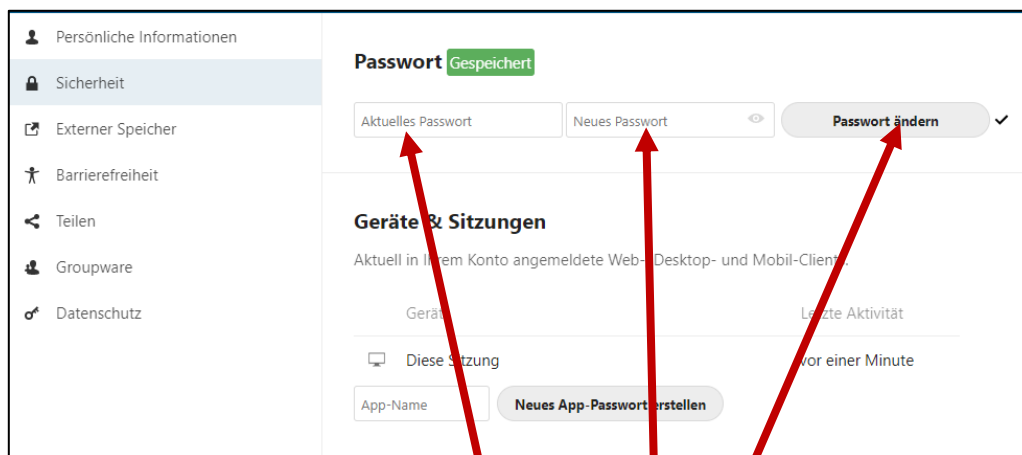 Persönliche Informationen
Sicherheit
Externer Speicher
Barrierefreiheit
Teilen
Groupware
Datenschutz
Passwort Gespeichert
Aktuelles Passwort Neues Passwort Passwort ändern
Geräte & Sitzungen
Aktuell in Ihrem Konto angemeldete Web-, Desktop- und Mobil-Clients.
Gerät Letzte Aktivität
Diese Sitzung vor einer Minute
App-Name Neues App-Passwort erstellen